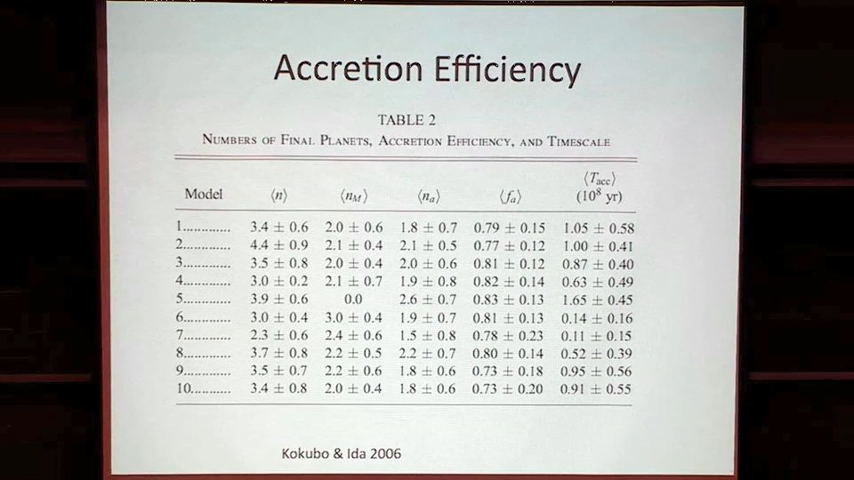 Accretion Efficiency
TABLE 2
NUMBERS OF FINAL PLANETS, ACCRETION EFFICIENCY, AND TIMESCALE
Model ⟨n⟩ ⟨n_M⟩ ⟨n_a⟩ ⟨f_a⟩ ⟨T_acc⟩ (10⁸ yr)
1............. 3.4 ± 0.6 2.0 ± 0.6 1.8 ± 0.7 0.79 ± 0.15 1.05 ± 0.58
2............. 4.4 ± 0.9 2.1 ± 0.4 2.1 ± 0.5 0.77 ± 0.12 1.00 ± 0.41
3............. 3.5 ± 0.8 2.0 ± 0.4 2.0 ± 0.6 0.81 ± 0.12 0.87 ± 0.40
4............. 3.0 ± 0.2 2.1 ± 0.7 1.9 ± 0.8 0.82 ± 0.14 0.63 ± 0.49
5............. 3.9 ± 0.6 0.0 2.6 ± 0.7 0.83 ± 0.13 1.65 ± 0.45
6............. 3.0 ± 0.4 3.0 ± 0.4 1.9 ± 0.7 0.81 ± 0.13 0.14 ± 0.16
7............. 2.3 ± 0.6 2.4 ± 0.6 1.5 ± 0.8 0.78 ± 0.23 0.11 ± 0.15
8............. 3.7 ± 0.8 2.2 ± 0.5 2.2 ± 0.7 0.80 ± 0.14 0.52 ± 0.39
9............. 3.5 ± 0.7 2.2 ± 0.6 1.8 ± 0.6 0.73 ± 0.18 0.95 ± 0.56
10........... 3.4 ± 0.8 2.0 ± 0.4 1.8 ± 0.6 0.73 ± 0.20 0.91 ± 0.55
Kokubo & Ida 2006